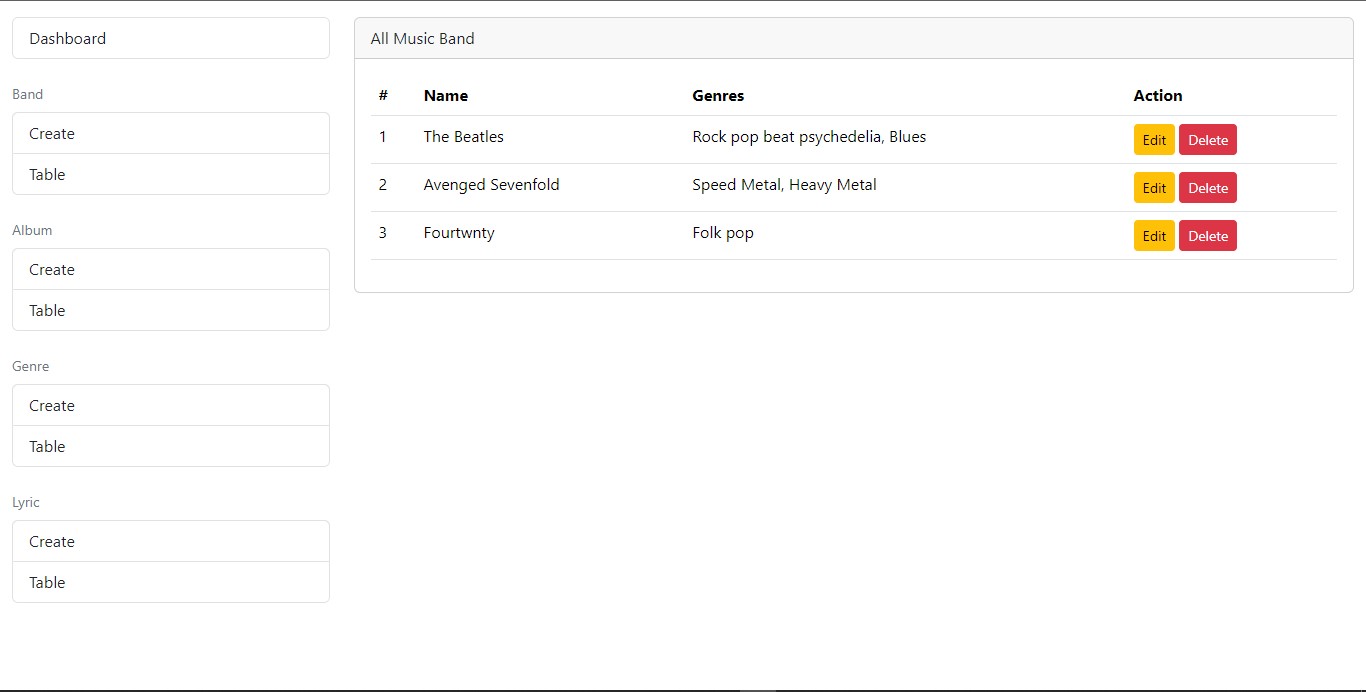 Dashboard
Band
Create
Table
Album
Create
Table
Genre
Create
Table
Lyric
Create
Table
All Music Band
# Name Genres Action
1 The Beatles Rock pop beat psychedelia, Blues Edit Delete
2 Avenged Sevenfold Speed Metal, Heavy Metal Edit Delete
3 Fourtwnty Folk pop Edit Delete